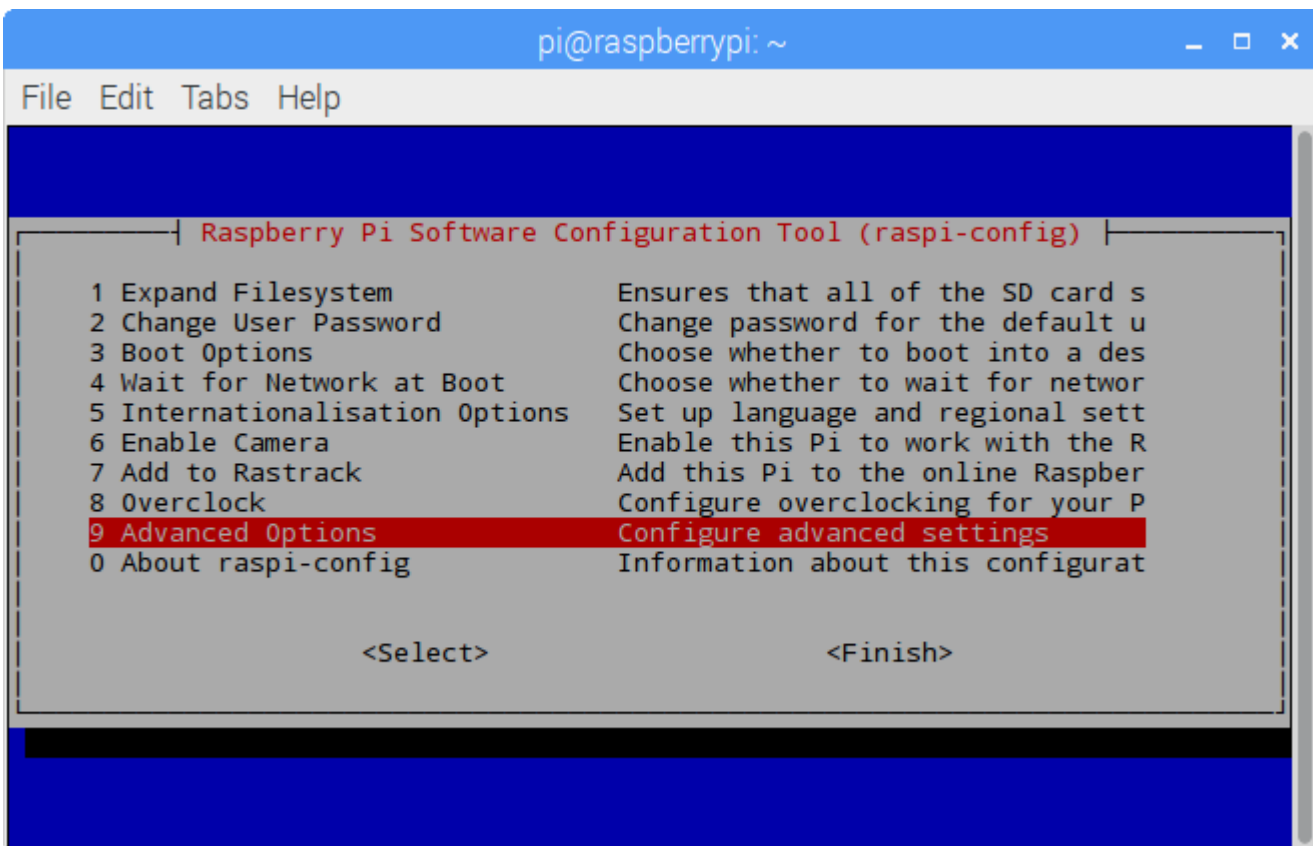 pi@raspberrypi: ~
File Edit Tabs Help
Raspberry Pi Software Configuration Tool (raspi-config)
1 Expand Filesystem Ensures that all of the SD card s
2 Change User Password Change password for the default u
3 Boot Options Choose whether to boot into a des
4 Wait for Network at Boot Choose whether to wait for networ
5 Internationalisation Options Set up language and regional sett
6 Enable Camera Enable this Pi to work with the R
7 Add to Rastrack Add this Pi to the online Raspber
8 Overclock Configure overclocking for your P
9 Advanced Options Configure advanced settings
0 About raspi-config Information about this configurat
<Select> <Finish>